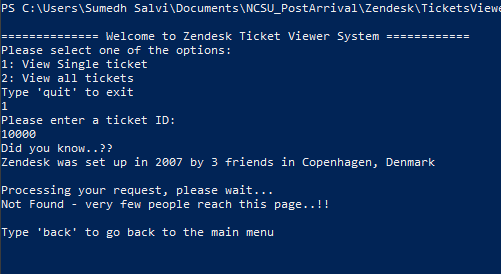 PS C:\Users\Sumedh Salvi\Documents\NCSU_PostArrival\Zendesk\TicketsViewe
============== Welcome to Zendesk Ticket Viewer System ============
Please select one of the options:
1: View Single ticket
2: View all tickets
Type 'quit' to exit
1
Please enter a ticket ID:
10000
Did you know..??
Zendesk was set up in 2007 by 3 friends in Copenhagen, Denmark
Processing your request, please wait...
Not Found - very few people reach this page..!!
Type 'back' to go back to the main menu